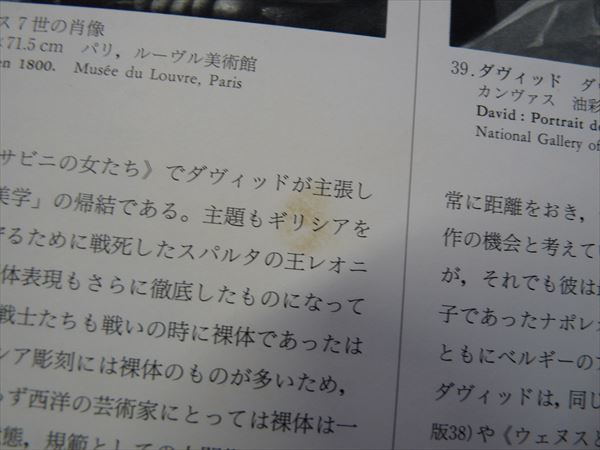 ス7世の肖像
×71.5cm パリ，ルーヴル美術館
en 1800. Musée du Louvre, Paris
サビニの女たち》でダヴィッドが主張し
美学」の帰結である。主題もギリシアを
守るために戦死したスパルタの王レオニ
体表現もさらに徹底したものになって
戦士たちも戦いの時に裸体であったは
シア彫刻には裸体のものが多いため，
らず西洋の芸術家にとっては裸体は一
態，規範としての人間
39.ダヴィッド ダ
カンヴァス 油彩
David : Portrait de
National Gallery of
常に距離をおき，
作の機会と考えてい
が，それでも彼は
子であったナポレ
ともにベルギーのブ
ダヴィッドは，同じ
版38）や《ウェヌスと